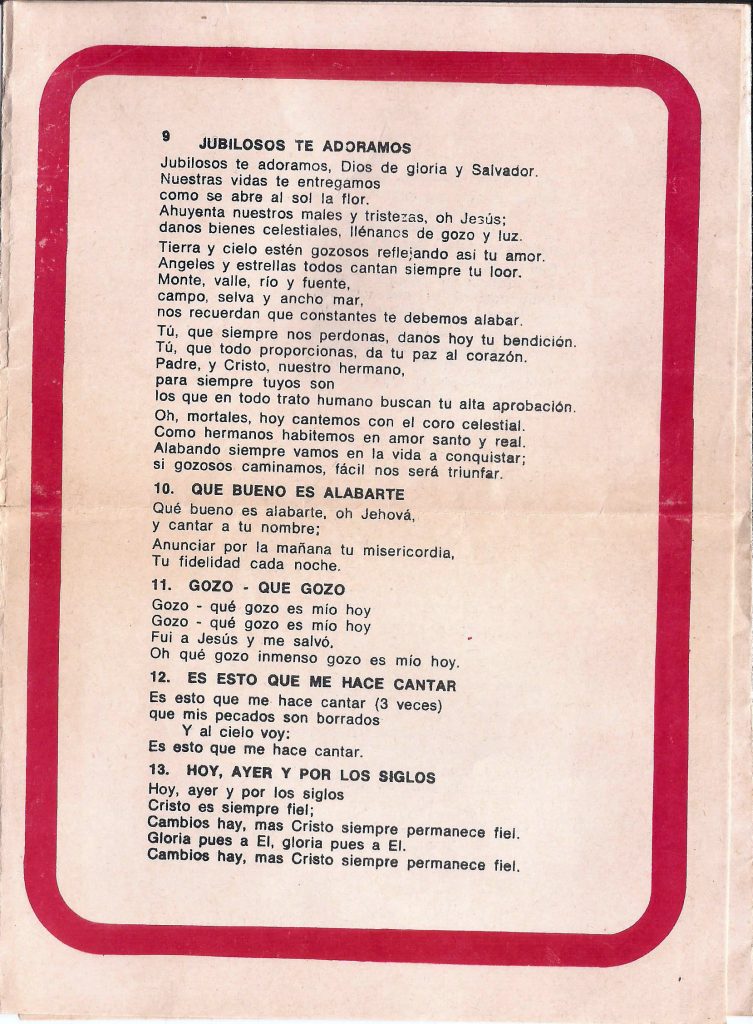 9 JUBILOSOS TE ADORAMOS
Jubilosos te adoramos, Dios de gloria y Salvador.
Nuestras vidas te entregamos
como se abre al sol la flor.
Ahuyenta nuestros males y tristezas, oh Jesús;
danos bienes celestiales, llénanos de gozo y luz.
Tierra y cielo estén gozosos reflejando asi tu amor.
Angeles y estrellas todos cantan siempre tu loor.
Monte, valle, río y fuente,
campo, selva y ancho mar,
nos recuerdan que constantes te debemos alabar.
Tú, que siempre nos perdonas, danos hoy tu bendición.
Tú, que todo proporcionas, da tu paz al corazón.
Padre, y Cristo, nuestro hermano,
para siempre tuyos son
los que en todo trato humano buscan tu alta aprobación.
Oh, mortales, hoy cantemos con el coro celestial.
Como hermanos habitemos en amor santo y real.
Alabando siempre vamos en la vida a conquistar;
si gozosos caminamos, fácil nos será triunfar.
10. QUE BUENO ES ALABARTE
Qué bueno es alabarte, oh Jehová,
y cantar a tu nombre;
Anunciar por la mañana tu misericordia,
Tu fidelidad cada noche.
11. GOZO - QUE GOZO
Gozo - qué gozo es mío hoy
Gozo - qué gozo es mío hoy
Fui a Jesús y me salvó,
Oh qué gozo inmenso gozo es mío hoy.
12. ES ESTO QUE ME HACE CANTAR
Es esto que me hace cantar (3 veces)
que mis pecados son borrados
Y al cielo voy:
Es esto que me hace cantar.
13. HOY, AYER Y POR LOS SIGLOS
Hoy, ayer y por los siglos
Cristo es siempre fiel;
Cambios hay, mas Cristo siempre permanece fiel.
Gloria pues a El, gloria pues a El.
Cambios hay, mas Cristo siempre permanece fiel.